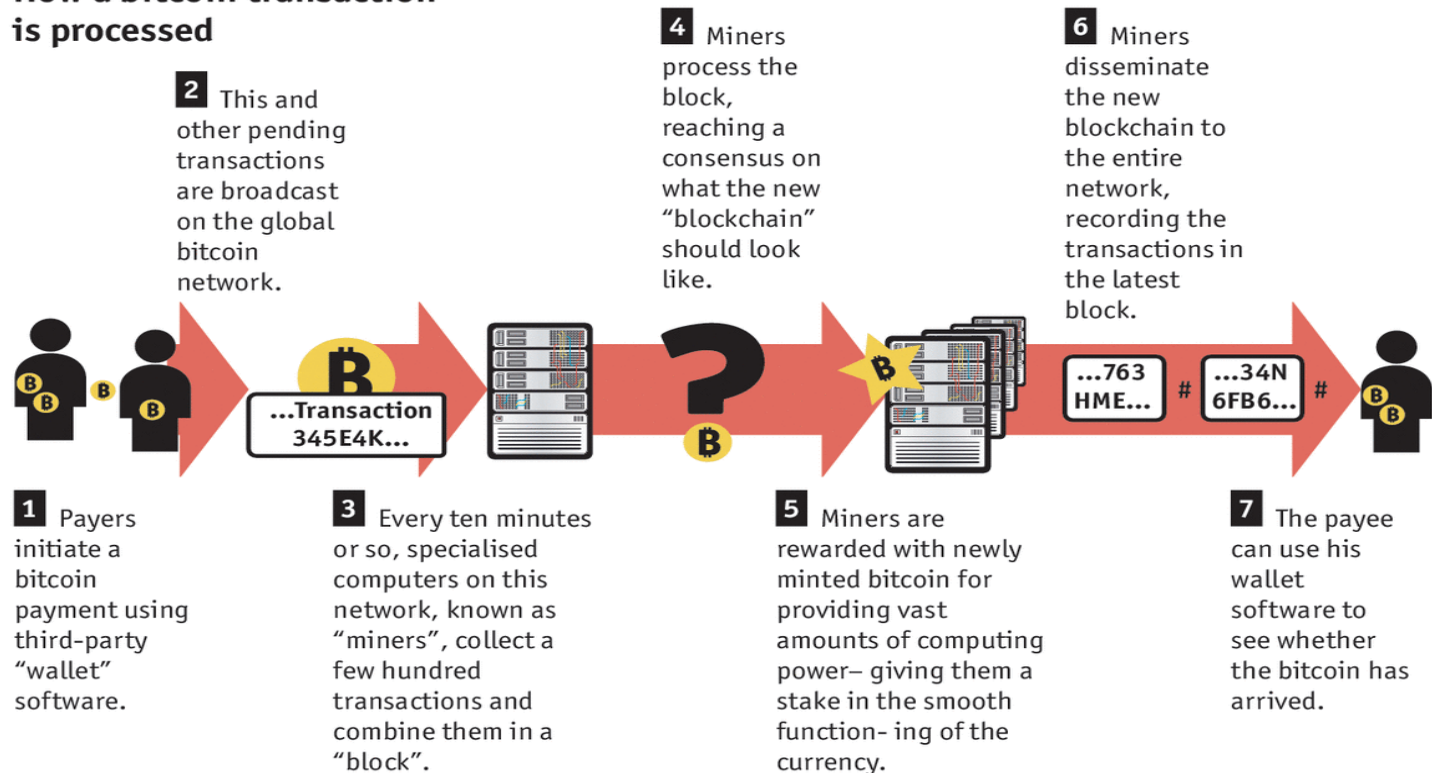 How a bitcoin transaction
is processed
1 Payers
initiate a
bitcoin
payment using
third-party
“wallet”
software.
2 This and
other pending
transactions
are broadcast
on the global
bitcoin
network.
3 Every ten minutes
or so, specialised
computers on this
network, known as
“miners”, collect a
few hundred
transactions and
combine them in a
“block”.
4 Miners
process the
block,
reaching a
consensus on
what the new
“blockchain”
should look
like.
5 Miners are
rewarded with newly
minted bitcoin for
providing vast
amounts of computing
power– giving them a
stake in the smooth
function- ing of the
currency.
6 Miners
disseminate
the new
blockchain to
the entire
network,
recording the
transactions in
the latest
block.
7 The payee
can use his
wallet
software to
see whether
the bitcoin has
arrived.
B
B
B
B
B
...Transaction
345E4K...
?
B
B
...763
HME...
#
...34N
6FB6...
#
B
B